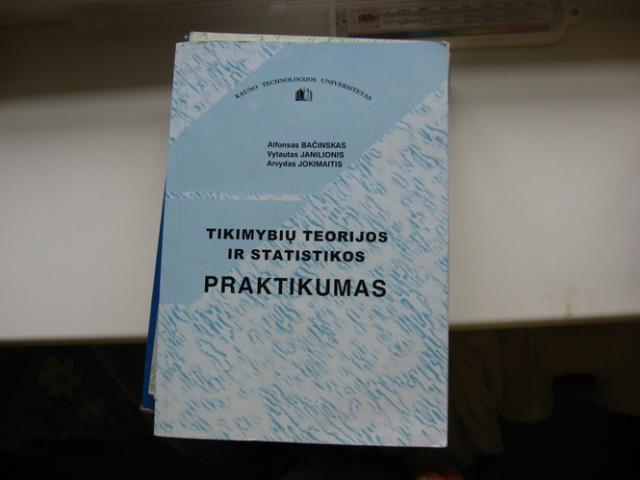 KAUNO TECHNOLOGIJOS UNIVERSITETAS
Alfonsas BAČINSKAS
Vytautas JANILIONIS
Arvydas JOKIMAITIS
TIKIMYBIŲ TEORIJOS
IR STATISTIKOS
PRAKTIKUMAS